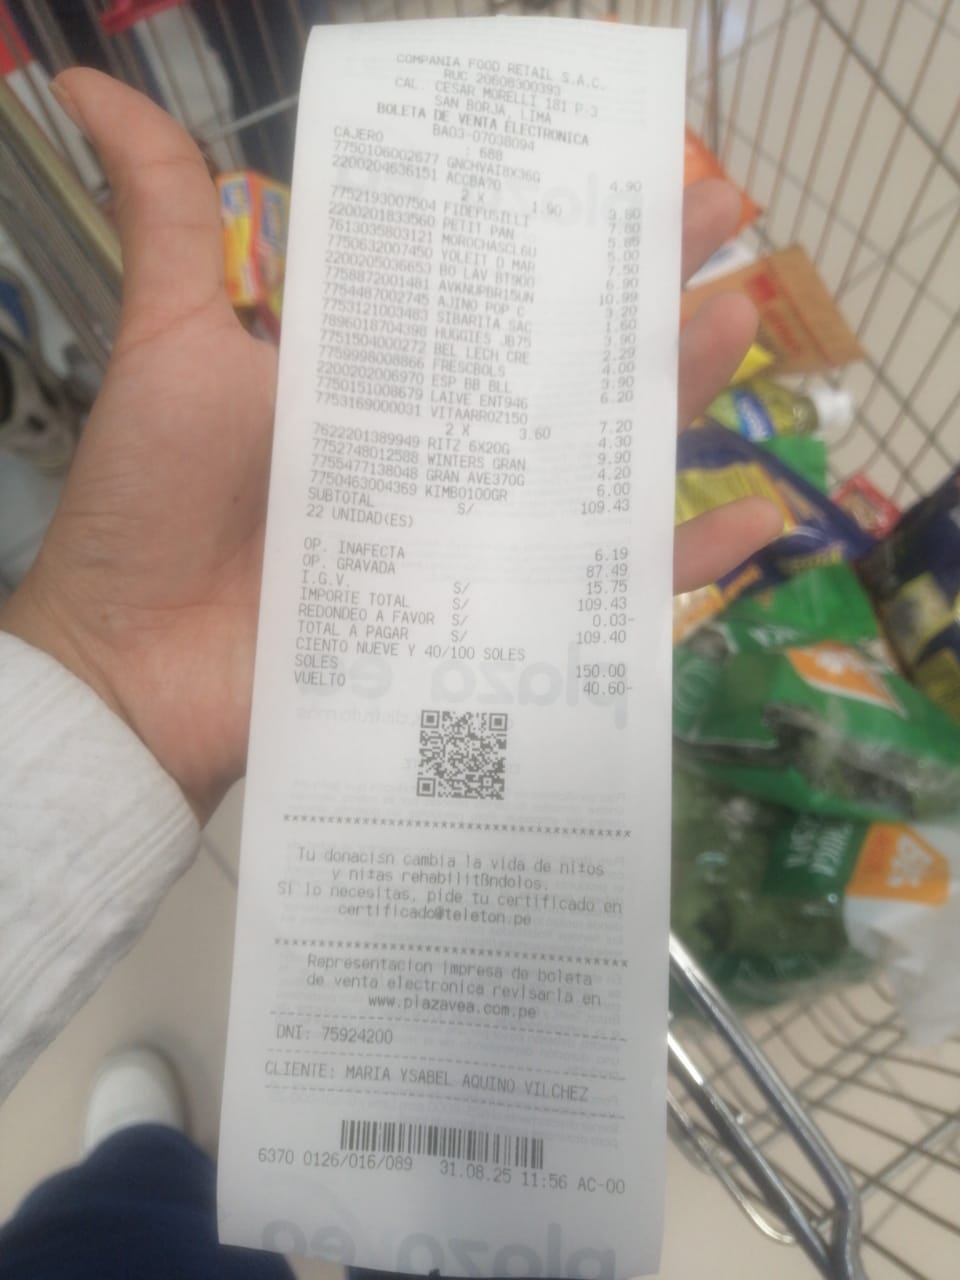 COMPANIA FOOD RETAIL S.A.C.
RUC 20608300393
CAL. CESAR MORELLI 181 P-3
SAN BORJA, LIMA
BOLETA DE VENTA ELECTRONICA
BA03-07038094
CAJERO : 688
7750106002677 GNCHVAI8X36G 4.90
2200204636151 ACCBA70
2 X 1.90 3.80
7752193007504 FIDEFUSILLI 7.80
2200201833560 PETIT PAN 5.85
7613035803121 MOROCHASCL6U 5.00
7750632007450 YOLEIT D MAR 7.50
2200205036653 BO LAV BT900 6.90
7758872001481 AVKNUPBR15UN 10.99
7754487002745 AJINO POP C 3.20
7753121003483 SIBARITA SAC 1.60
7896018704398 HUGGIES JB75 3.90
7751504000272 BEL LECH CRE 2.29
7759998008866 FRESCBOLS 4.00
2200202006970 ESP BB BLL 3.90
7750151008679 LAIVE ENT946 6.20
7753169000031 VITAARROZ150
2 X 3.60 7.20
7622201389949 RITZ 6X20G 4.30
7752748012588 WINTERS GRAN 9.90
7755477138048 GRAN AVE370G 4.20
7750463004369 KIMBO100GR 6.00
SUBTOTAL S/ 109.43
22 UNIDAD(ES)
OP. INAFECTA 6.19
OP. GRAVADA 87.49
I.G.V. S/ 15.75
IMPORTE TOTAL S/ 109.43
REDONDEO A FAVOR S/ 0.03-
TOTAL A PAGAR S/ 109.40
CIENTO NUEVE Y 40/100 SOLES
SOLES 150.00
VUELTO 40.60-
****************************************
Tu donacisn cambia la vida de ni±os
y ni±as rehabilitßndolos.
Si lo necesitas, pide tu certificado en
certificado@teleton.pe
****************************************
Representacion impresa de boleta
de venta electronica revisarla en
www.plazavea.com.pe
DNI: 75924200
CLIENTE: MARIA YSABEL AQUINO VILCHEZ
6370 0126/016/089 31.08.25 11:56 AC-00